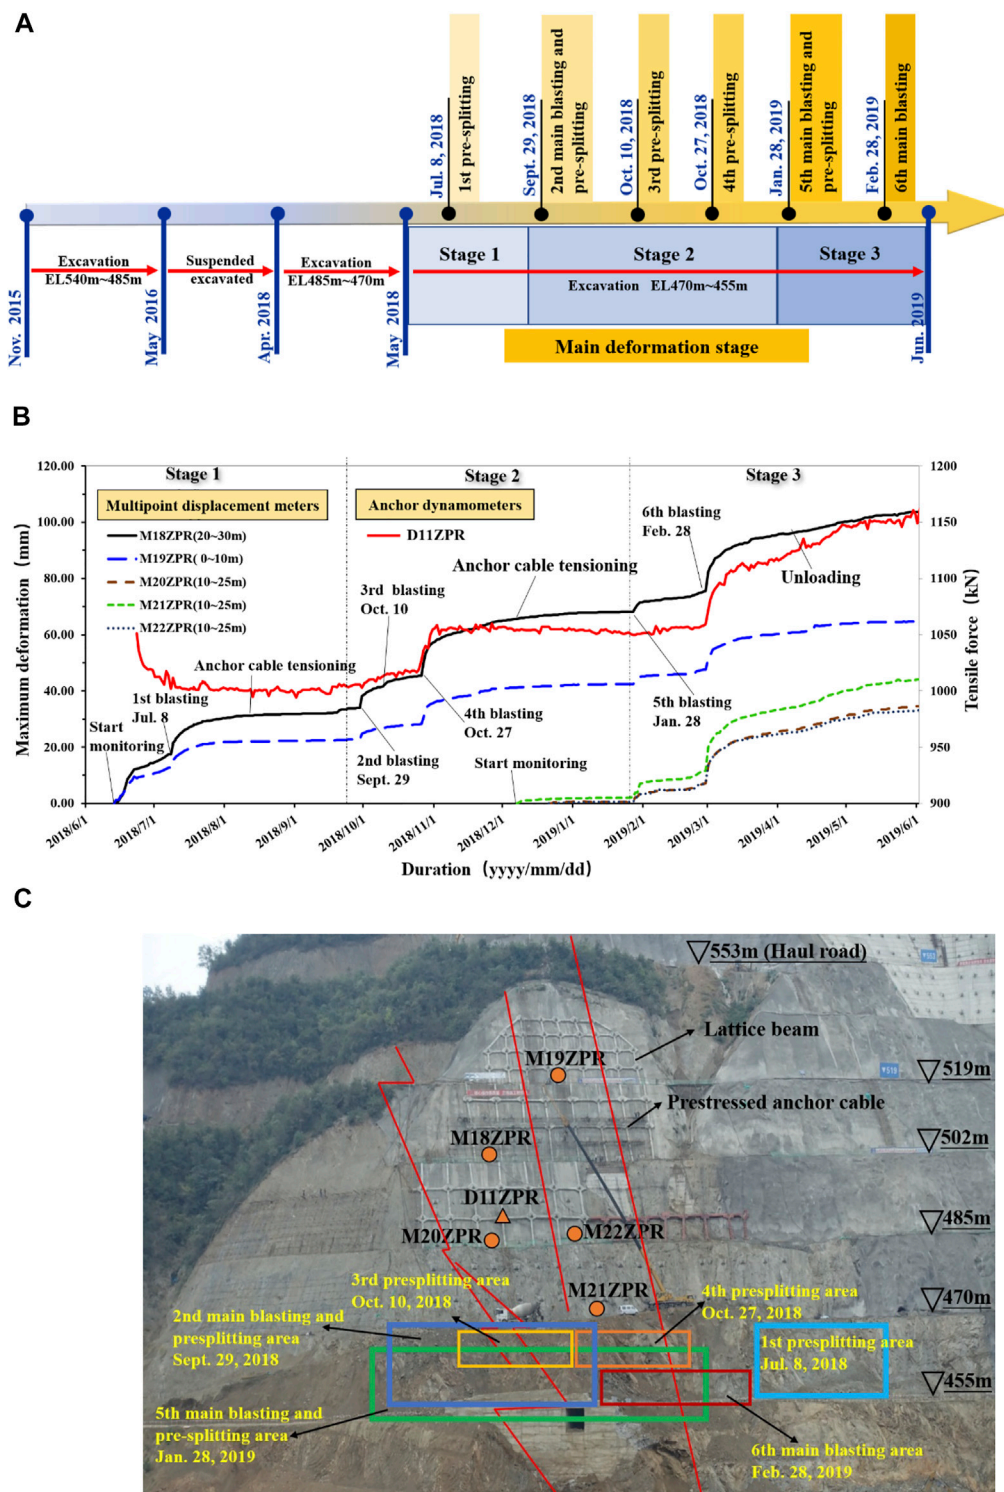 A
Jul. 8, 2018
1st pre-splitting
Sept. 29, 2018
2nd main blasting and
pre-splitting
Oct. 10, 2018
3rd pre-splitting
Oct. 27, 2018
4th pre-splitting
Jan. 28, 2019
5th main blasting and
pre-splitting
Feb. 28, 2019
6th main blasting
Nov. 2015
Excavation
EL540m~485m
May 2016
Suspended
excavated
Apr. 2018
Excavation
EL485m~470m
May 2018
Stage 1
Stage 2
Stage 3
Excavation EL470m~455m
Jun. 2019
Main deformation stage
B
Maximum deformation (mm)
120.00
100.00
80.00
60.00
40.00
20.00
0.00
Stage 1
Stage 2
Stage 3
Multipoint displacement meters
M18ZPR(20~30m)
M19ZPR( 0~10m)
M20ZPR(10~25m)
M21ZPR(10~25m)
M22ZPR(10~25m)
Anchor dynamometers
D11ZPR
6th blasting
Feb. 28
Anchor cable tensioning
Unloading
3rd blasting
Oct. 10
Anchor cable tensioning
1st blasting
Jul. 8
Start
monitoring
4th blasting
Oct. 27
2nd blasting
Sept. 29
Start monitoring
5th blasting
Jan. 28
1200
1150
1100
1050
1000
950
900
Tensile force (kN)
2018/6/1
2018/7/1
2018/8/1
2018/9/1
2018/10/1
2018/11/1
2018/12/1
2019/1/1
2019/2/1
2019/3/1
2019/4/1
2019/5/1
2019/6/1
Duration (yyyy/mm/dd)
C
553m (Haul road)
Lattice beam
M19ZPR
519m
Prestressed anchor cable
M18ZPR
502m
D11ZPR
M20ZPR
M22ZPR
485m
3rd presplitting area
Oct. 10, 2018
M21ZPR
4th presplitting area
Oct. 27, 2018
470m
2nd main blasting and
presplitting area
Sept. 29, 2018
1st presplitting area
Jul. 8, 2018
455m
5th main blasting and
pre-splitting area
Jan. 28, 2019
6th main blasting area
Feb. 28, 2019